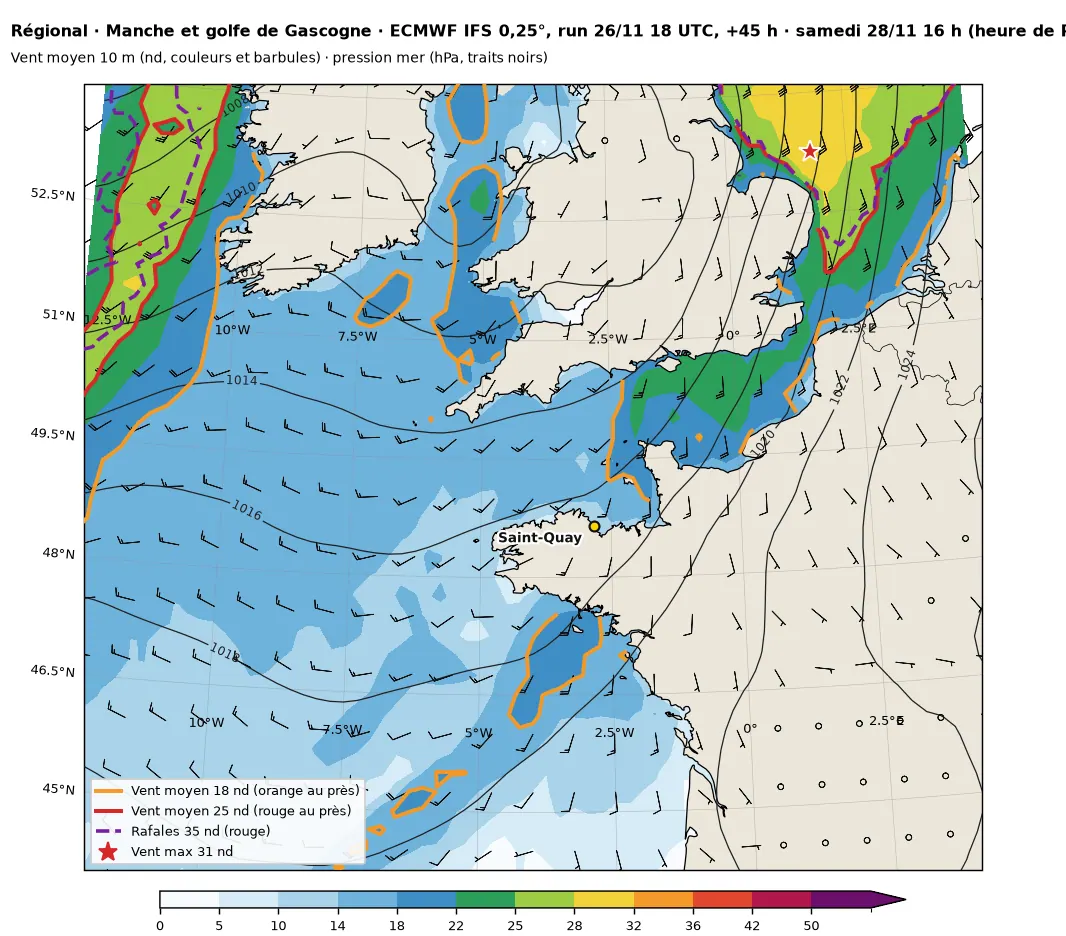 Régional · Manche et golfe de Gascogne · ECMWF IFS 0,25°, run 26/11 18 UTC, +45 h · samedi 28/11 16 h (heure de
Vent moyen 10 m (nd, couleurs et barbules) · pression mer (hPa, traits noirs)
1008
52.5°N
1010
1012
51°N
12.5°W
10°W
7.5°W
5°W
2.5°W
0°
2.5°E
1014
1022
1024
49.5°N
1020
1016
Saint-Quay
48°N
1018
46.5°N
10°W
7.5°W
5°W
2.5°W
0°
2.5°E
45°N
Vent moyen 18 nd (orange au près)
Vent moyen 25 nd (rouge au près)
Rafales 35 nd (rouge)
Vent max 31 nd
0 5 10 14 18 22 25 28 32 36 42 50